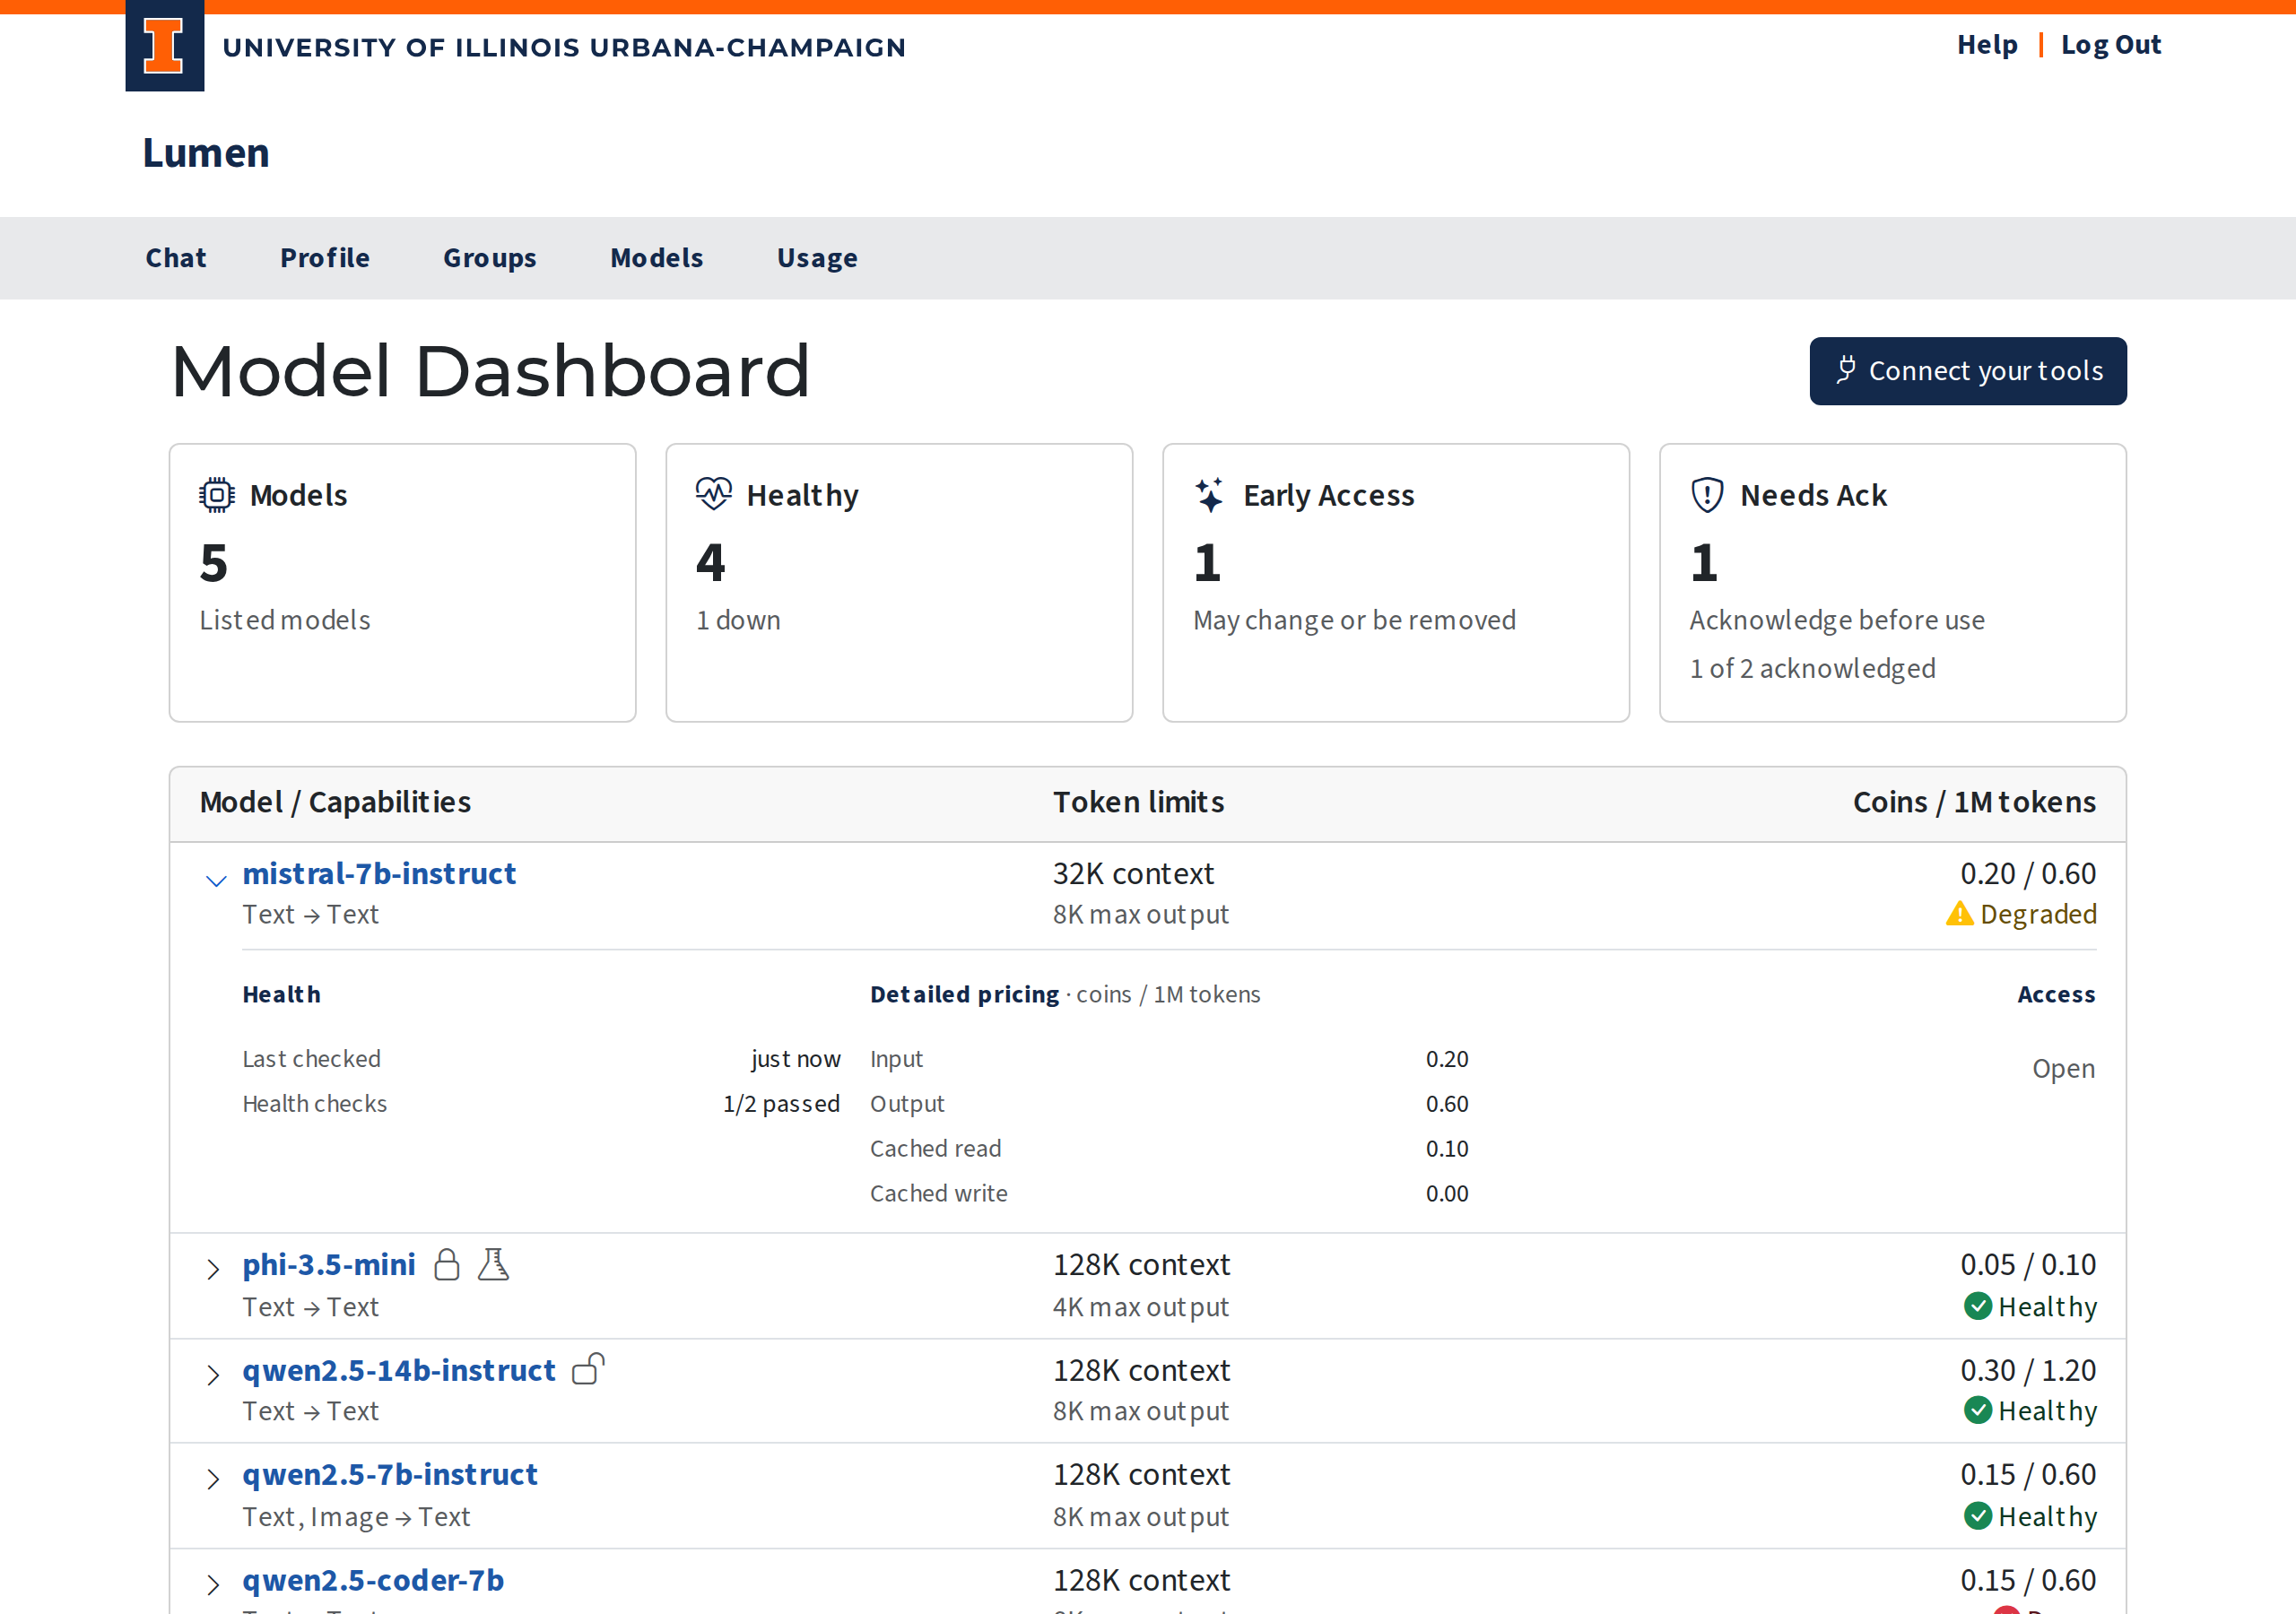 UNIVERSITY OF ILLINOIS URBANA-CHAMPAIGN
Help | Log Out
Lumen
Chat Profile Groups Models Usage
Model Dashboard
Connect your tools
Models
5
Listed models
Healthy
4
1 down
Early Access
1
May change or be removed
Needs Ack
1
Acknowledge before use
1 of 2 acknowledged
Model / Capabilities Token limits Coins / 1M tokens
mistral-7b-instruct 32K context 0.20 / 0.60
Text → Text 8K max output Degraded
Health Detailed pricing · coins / 1M tokens Access
Last checked just now Input 0.20 Open
Health checks 1/2 passed Output 0.60
Cached read 0.10
Cached write 0.00
phi-3.5-mini 128K context 0.05 / 0.10
Text → Text 4K max output Healthy
qwen2.5-14b-instruct 128K context 0.30 / 1.20
Text → Text 8K max output Healthy
qwen2.5-7b-instruct 128K context 0.15 / 0.60
Text, Image → Text 8K max output Healthy
qwen2.5-coder-7b 128K context 0.15 / 0.60